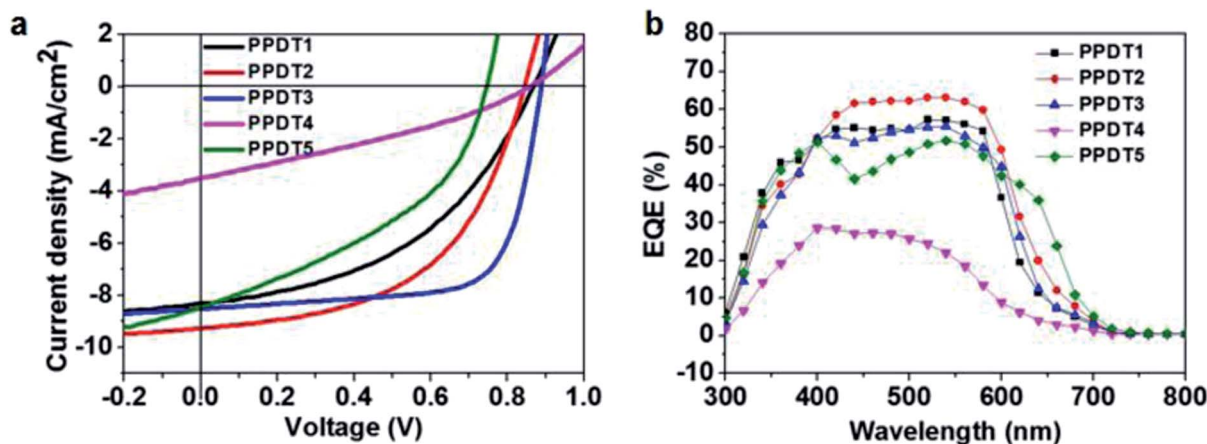 a
Current density (mA/cm²)
2
0
-2
-4
-6
-8
-10
PPDT1
PPDT2
PPDT3
PPDT4
PPDT5
-0.2 0.0 0.2 0.4 0.6 0.8 1.0
Voltage (V)
b
EQE (%)
80
70
60
50
40
30
20
10
0
-10
PPDT1
PPDT2
PPDT3
PPDT4
PPDT5
300 400 500 600 700 800
Wavelength (nm)